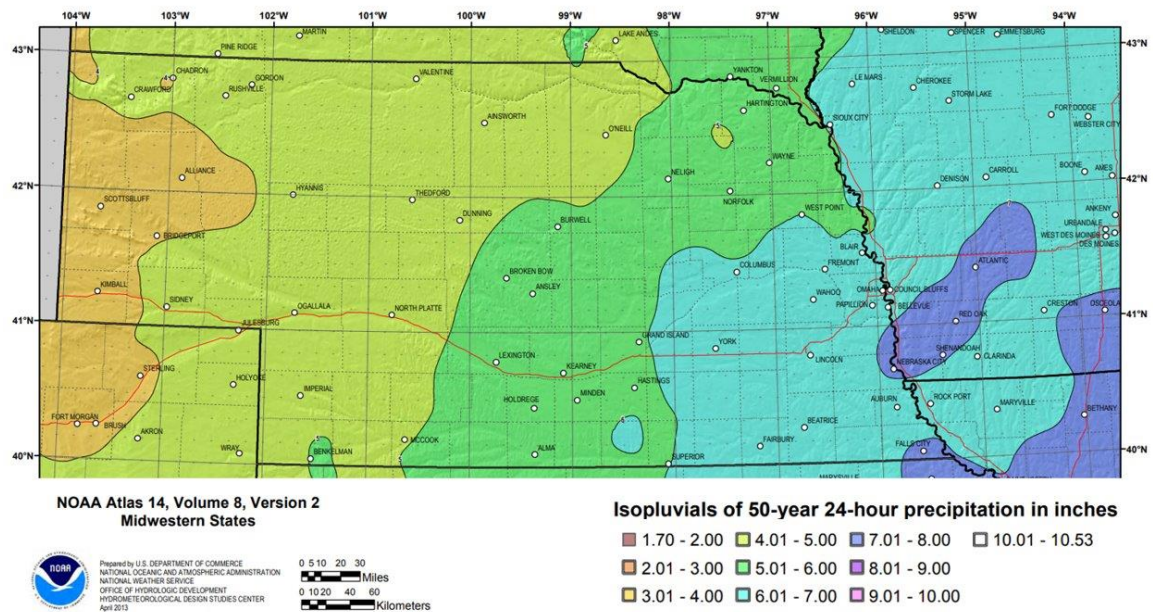 104°W 103°W 102°W 101°W 100°W 99°W 98°W 97°W 96°W 95°W 94°W
43°N 43°N
MARTIN LAKE ANDES SHELDON SPENCER EMMETSBURG
PINE RIDGE
CHADRON GORDON VALENTINE YANKTON LE MARS CHEROKEE
CRAWFORD RUSHVILLE VERMILLION STORM LAKE
AINSWORTH HARTINGTON FORT DODGE
O'NEILL SIOUX CITY WEBSTER CITY
WAYNE BOONE AMES
ALLIANCE NELIGH DENISON CARROLL
42°N 42°N
SCOTTSBLUFF HYANNIS THEDFORD NORFOLK
DUNNING BURWELL WEST POINT ANKENY
BRIDGEPORT URBANDALE
WEST DES MOINES
DES MOINES
BLAIR
COLUMBUS FREMONT ATLANTIC
BROKEN BOW
KIMBALL ANSLEY OMAHA COUNCIL BLUFFS
SIDNEY OGALLALA NORTH PLATTE WAHOO PAPILLION BELLEVUE CRESTON OSCEOLA
41°N 41°N
JULESBURG RED OAK
GRAND ISLAND YORK
LEXINGTON LINCOLN SHENANDOAH CLARINDA
STERLING KEARNEY NEBRASKA CITY
HOLYOKE HASTINGS
IMPERIAL HOLDREGE MINDEN AUBURN ROCK PORT MARYVILLE
FORT MORGAN BRUSH BEATRICE BETHANY
AKRON MCCOOK FAIRBURY
WRAY BENKELMAN ALMA SUPERIOR FALLS CITY
40°N 40°N
MARYSVILLE
NOAA Atlas 14, Volume 8, Version 2
Midwestern States
Isopluvials of 50-year 24-hour precipitation in inches
1.70 - 2.00 4.01 - 5.00 7.01 - 8.00 10.01 - 10.53
2.01 - 3.00 5.01 - 6.00 8.01 - 9.00
3.01 - 4.00 6.01 - 7.00 9.01 - 10.00
NOAA
Prepared by U.S. DEPARTMENT OF COMMERCE
NATIONAL OCEANIC AND ATMOSPHERIC ADMINISTRATION
NATIONAL WEATHER SERVICE
OFFICE OF HYDROLOGIC DEVELOPMENT
HYDROMETEOROLOGICAL DESIGN STUDIES CENTER
April 2013
0 5 10 20 30
Miles
0 10 20 40 60
Kilometers